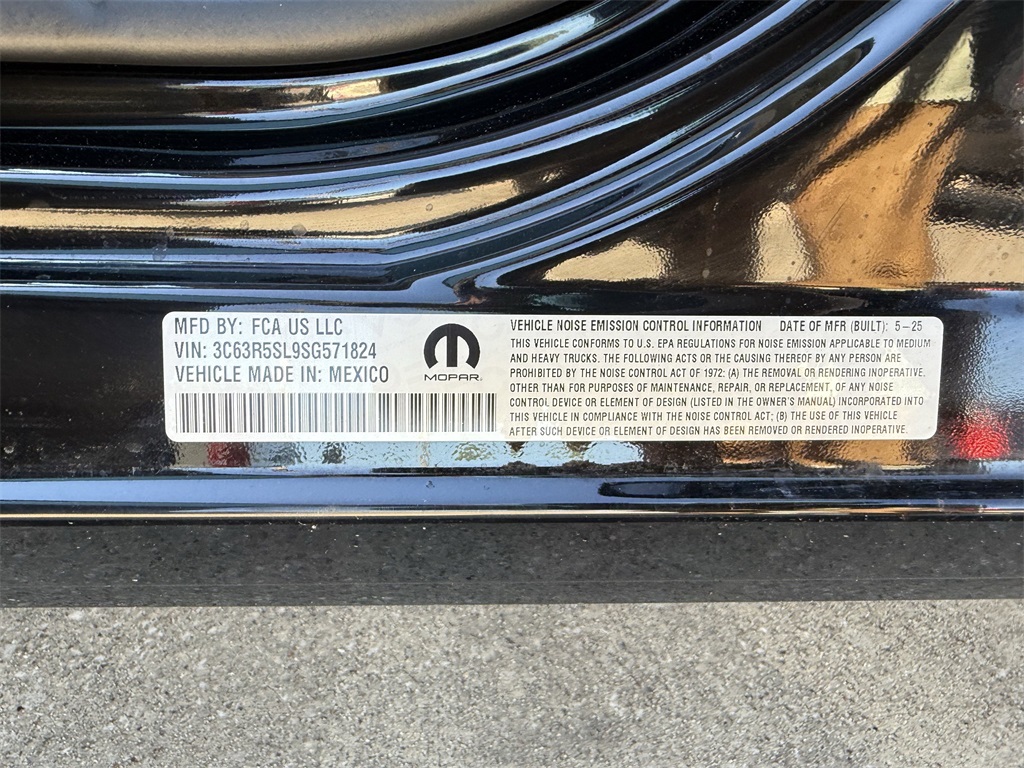 MFD BY: FCA US LLC
VIN: 3C63R5SL9SG571824
VEHICLE MADE IN: MEXICO
MOPAR
VEHICLE NOISE EMISSION CONTROL INFORMATION DATE OF MFR (BUILT): 5-25
THIS VEHICLE CONFORMS TO U.S. EPA REGULATIONS FOR NOISE EMISSION APPLICABLE TO MEDIUM
AND HEAVY TRUCKS. THE FOLLOWING ACTS OR THE CAUSING THEREOF BY ANY PERSON ARE
PROHIBITED BY THE NOISE CONTROL ACT OF 1972: (A) THE REMOVAL OR RENDERING INOPERATIVE,
OTHER THAN FOR PURPOSES OF MAINTENANCE, REPAIR, OR REPLACEMENT, OF ANY NOISE
CONTROL DEVICE OR ELEMENT OF DESIGN (LISTED IN THE OWNER'S MANUAL) INCORPORATED INTO
THIS VEHICLE IN COMPLIANCE WITH THE NOISE CONTROL ACT; (B) THE USE OF THIS VEHICLE
AFTER SUCH DEVICE OR ELEMENT OF DESIGN HAS BEEN REMOVED OR RENDERED INOPERATIVE.